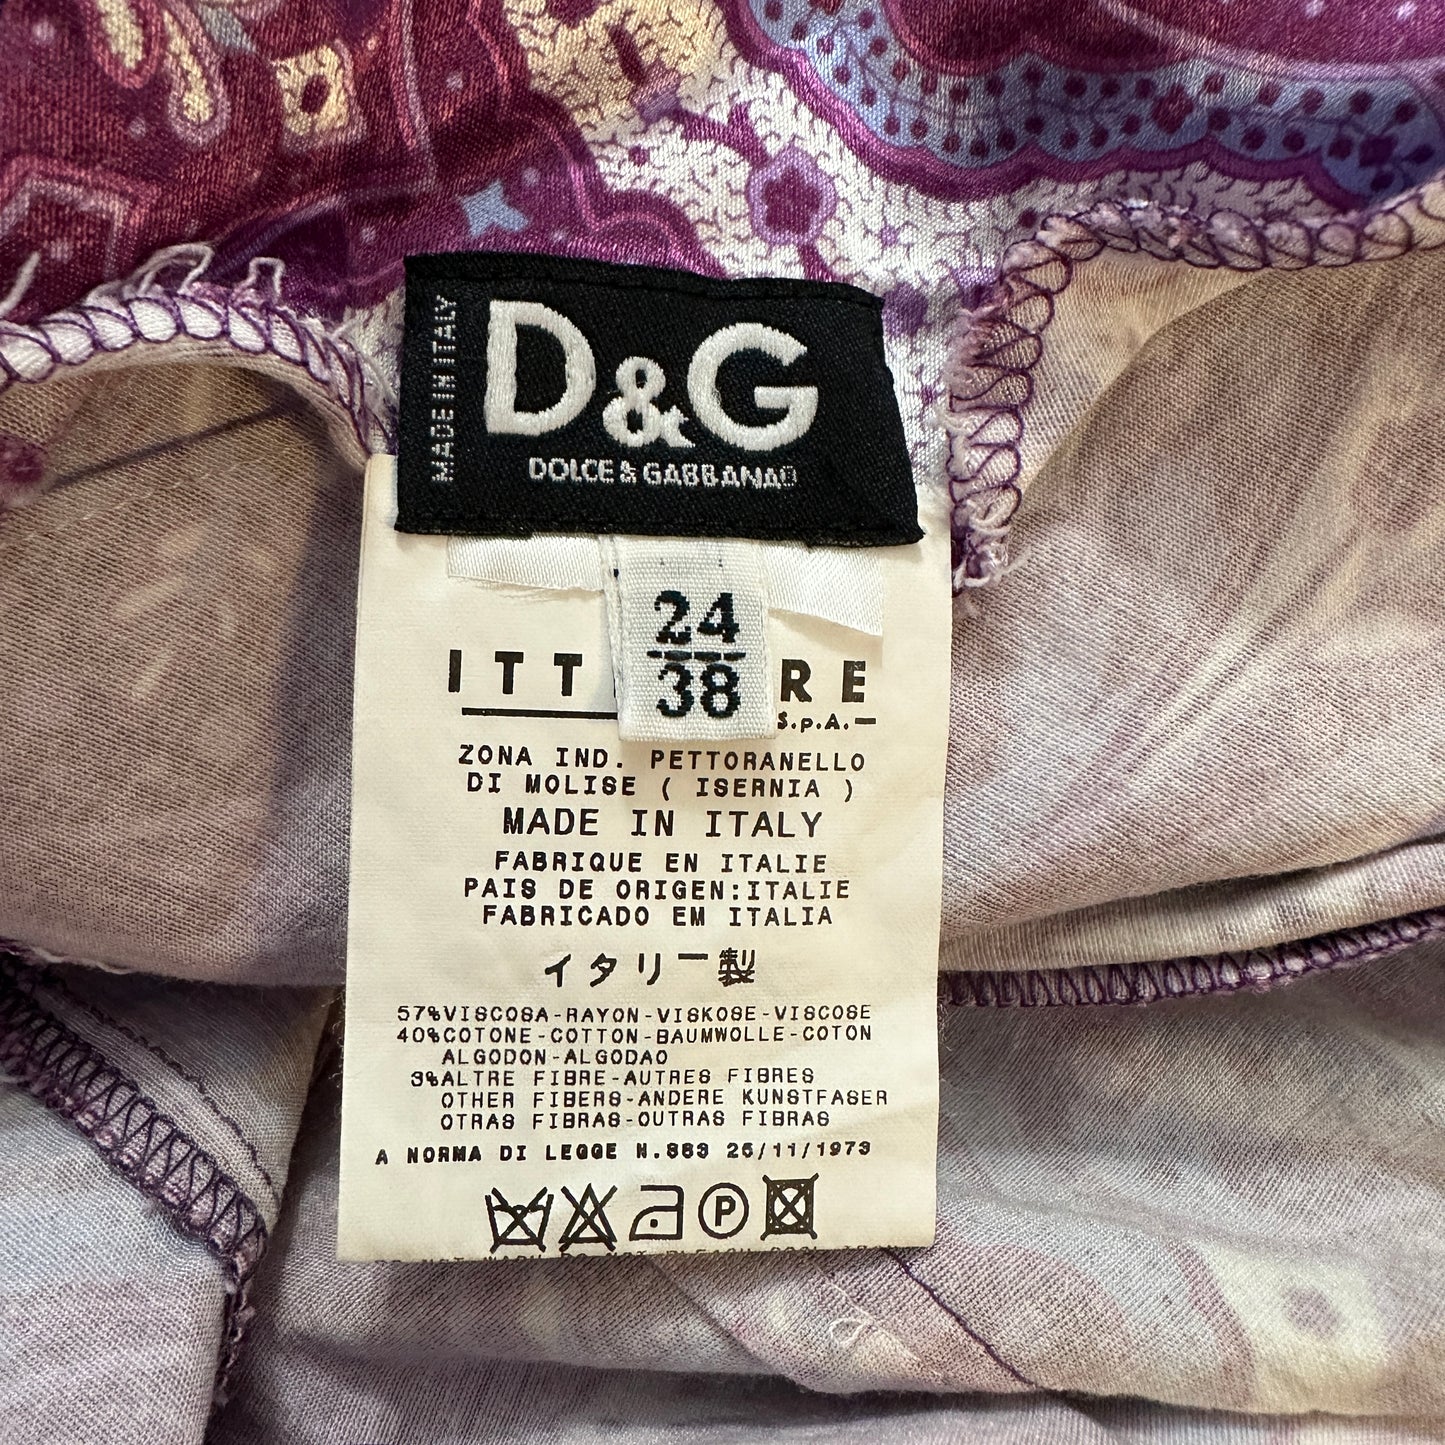 MADE IN ITALY
D&G
DOLCE & GABBANA
24
38
ITT RE
S.p.A.
ZONA IND. PETTORANELLO
DI MOLISE ( ISERNIA )
MADE IN ITALY
FABRIQUE EN ITALIE
PAIS DE ORIGEN:ITALIE
FABRICADO EM ITALIA
イタリー製
57%VISCOSA-RAYON-VISKOSE-VISCOSE
40%COTONE-COTTON-BAUMWOLLE-COTON
ALGODON-ALGODAO
3%ALTRE FIBRE-AUTRES FIBRES
OTHER FIBERS-ANDERE KUNSTFASER
OTRAS FIBRAS-OUTRAS FIBRAS
A NORMA DI LEGGE N.883 26/11/1973
P